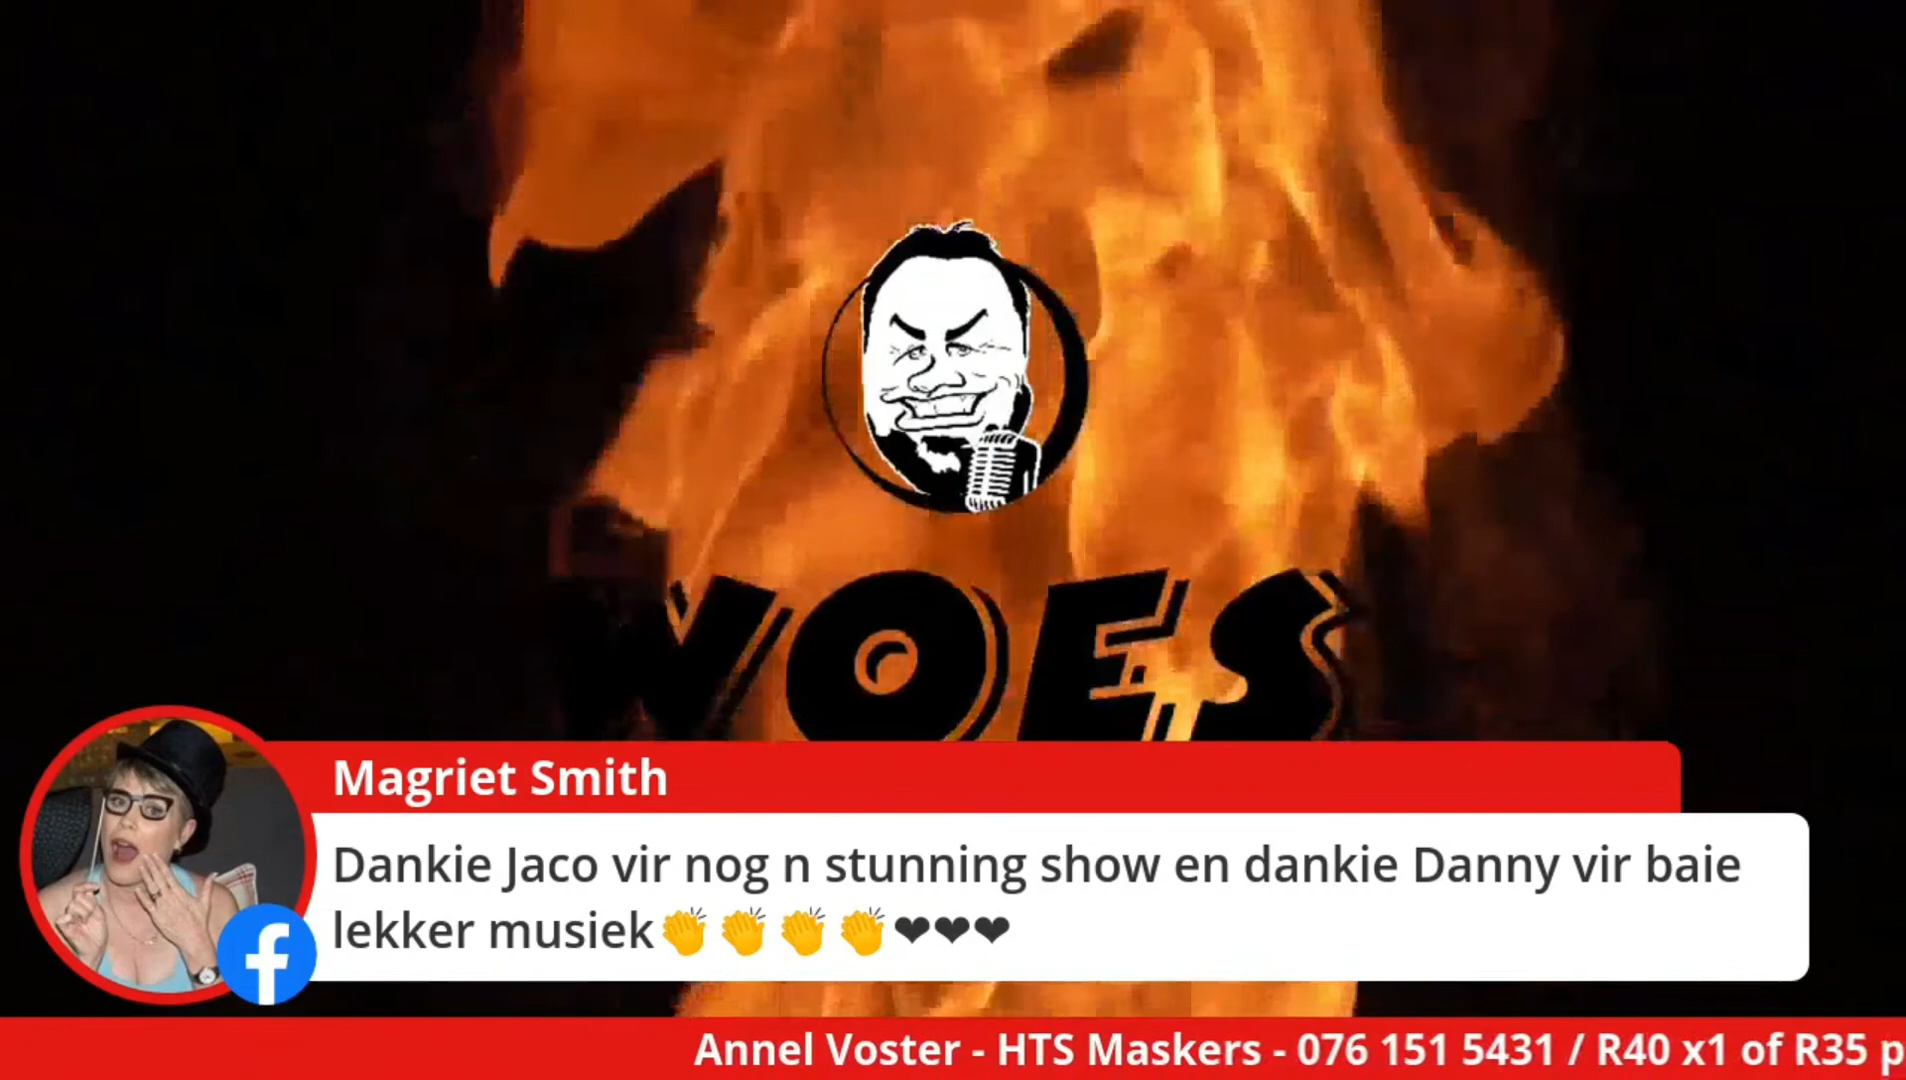 WOES
Magriet Smith
Dankie Jaco vir nog n stunning show en dankie Danny vir baie
lekker musiek👏👏👏👏❤❤❤
Annel Voster - HTS Maskers - 076 151 5431 / R40 x1 of R35 p